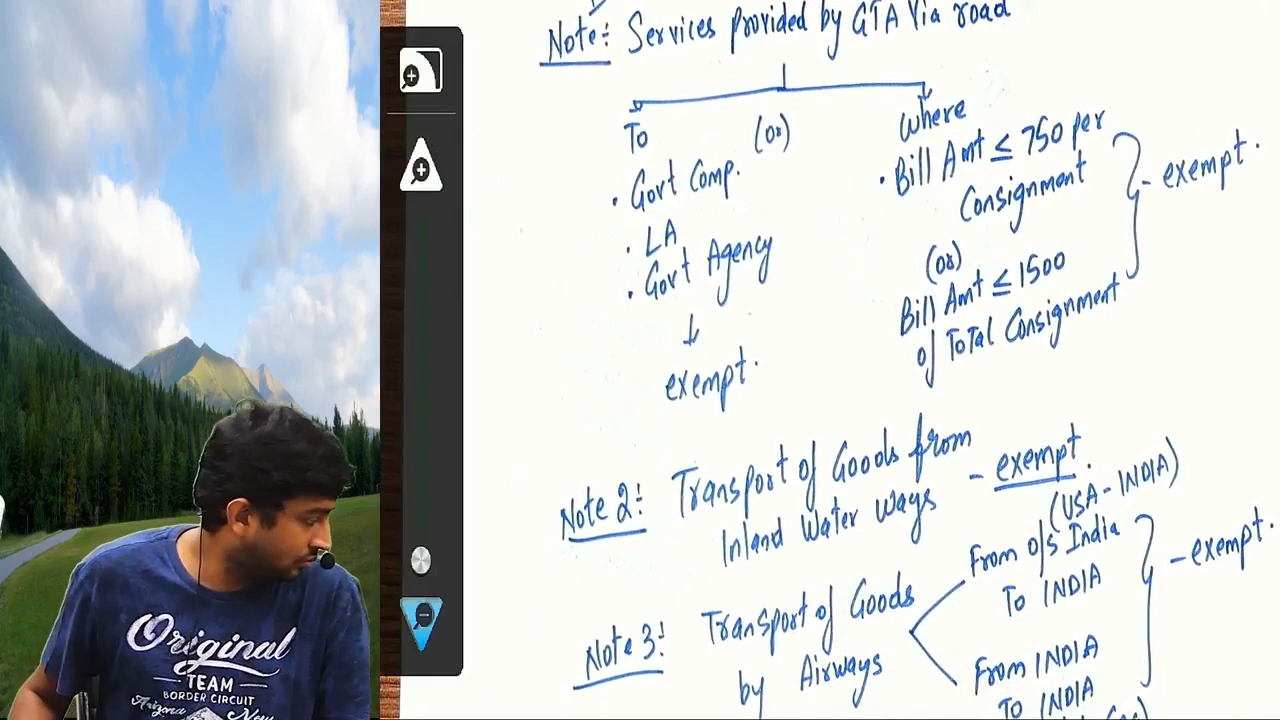 Note: Services provided by GTA Via road
To
(or)
Where
• Govt Comp.
• LA
• Govt Agency
↓
exempt.
• Bill Amt ≤ 750 per
Consignment
(or)
Bill Amt ≤ 1500
of Total Consignment
- exempt.
Note 2: Transport of Goods from
Inland Water ways
- exempt.
Note 3: Transport of Goods
by Airways
(USA - INDIA)
From o/s India
To INDIA
From INDIA
To INDIA
- exempt.
Original
TEAM
BORDER CIRCUIT
Arizona